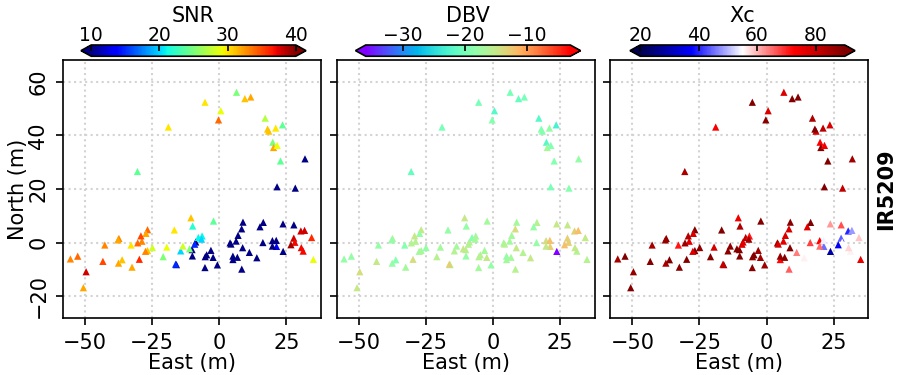 SNR DBV Xc
10 20 30 40 −30 −20 −10 20 40 60 80
60
40
20
0
−20
North (m)
IR5209
−50 −25 0 25 −50 −25 0 25 −50 −25 0 25
East (m) East (m) East (m)